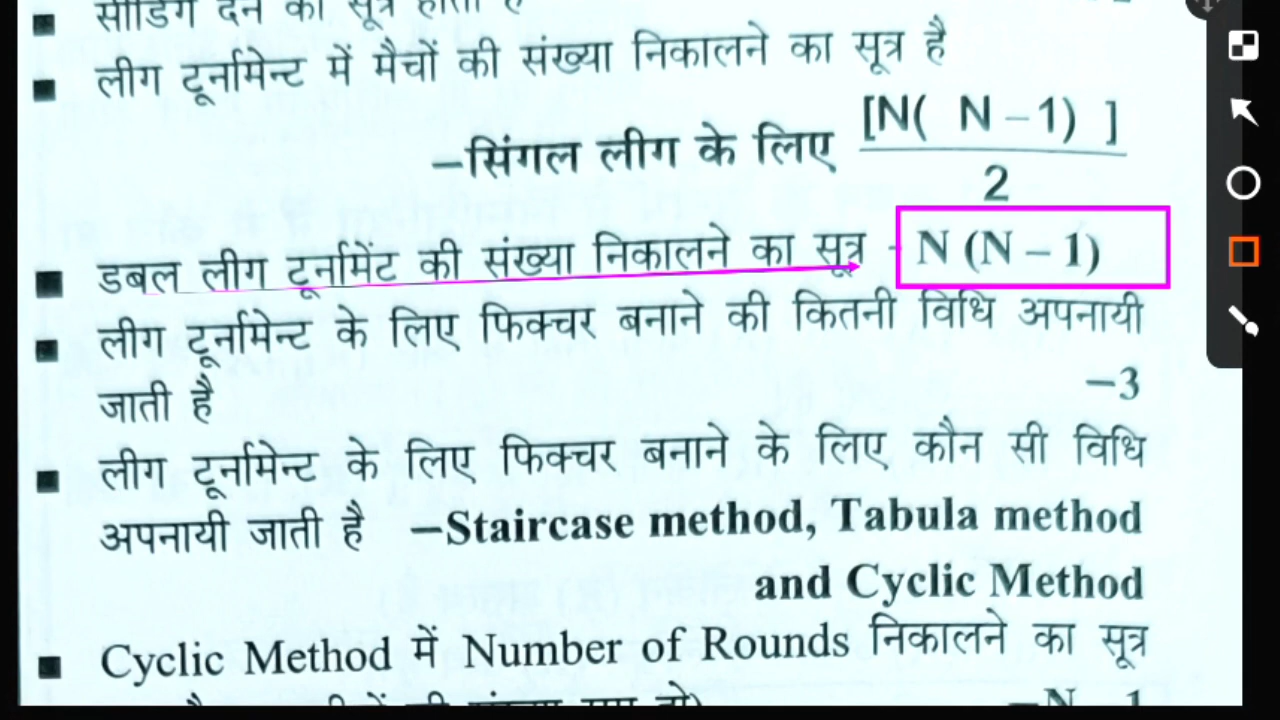 सीडिंग देने का सूत्र होता है
लीग टूर्नामेन्ट में मैचों की संख्या निकालने का सूत्र है
–सिंगल लीग के लिए [N( N – 1) ]
2
डबल लीग टूर्नामेंट की संख्या निकालने का सूत्र - N (N – 1)
लीग टूर्नामेन्ट के लिए फिक्चर बनाने की कितनी विधि अपनायी
जाती है –3
लीग टूर्नामेन्ट के लिए फिक्चर बनाने के लिए कौन सी विधि
अपनायी जाती है –Staircase method, Tabula method
and Cyclic Method
Cyclic Method में Number of Rounds निकालने का सूत्र